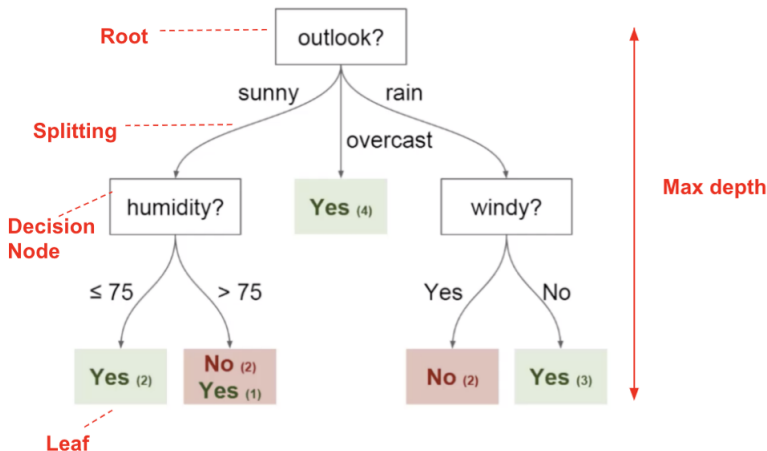 Root
outlook?
sunny
rain
Splitting
overcast
Max depth
humidity?
Yes (4)
windy?
Decision
Node
≤ 75
> 75
Yes
No
Yes (2)
No (2)
Yes (1)
No (2)
Yes (3)
Leaf